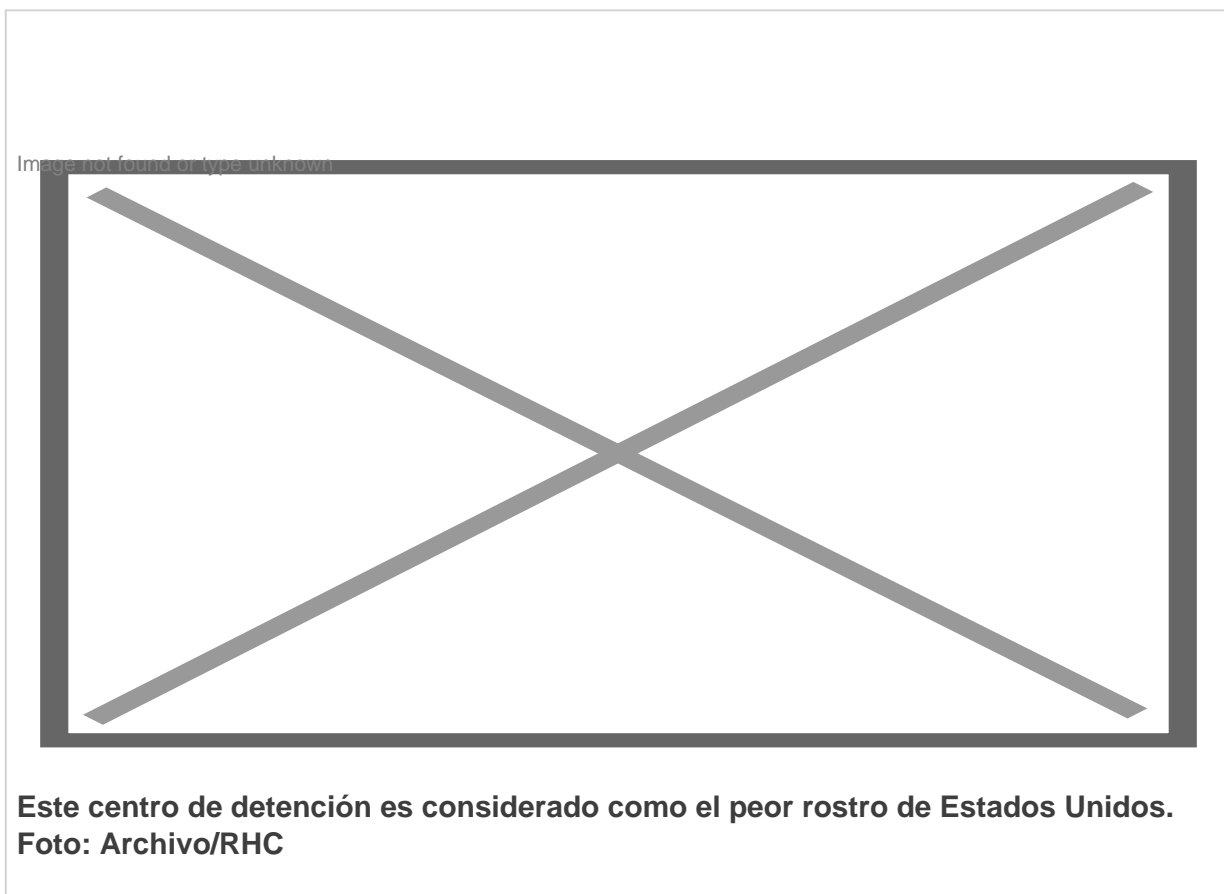 Image not found or type unknown
Este centro de detención es considerado como el peor rostro de Estados Unidos.
Foto: Archivo/RHC